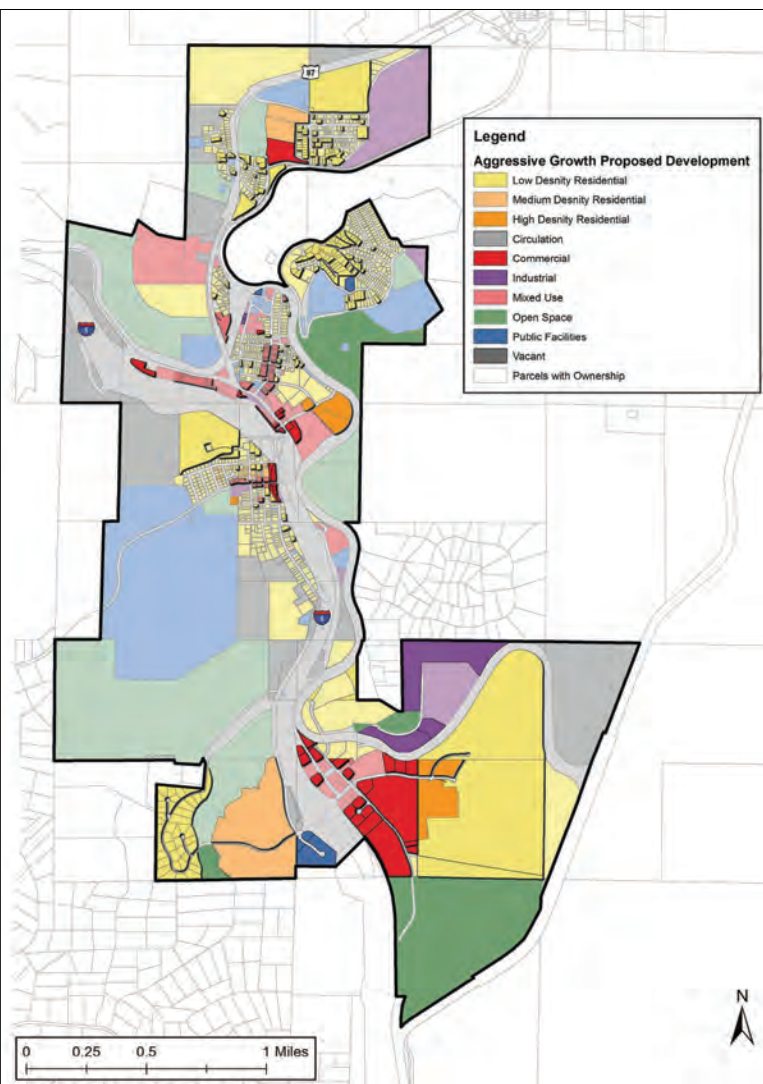 97
Legend
Aggressive Growth Proposed Development
Low Desnity Residential
Medium Desnity Residential
High Desnity Residential
Circulation
Commercial
Industrial
Mixed Use
Open Space
Public Facilities
Vacant
Parcels with Ownership
5
5
N
0 0.25 0.5 1 Miles